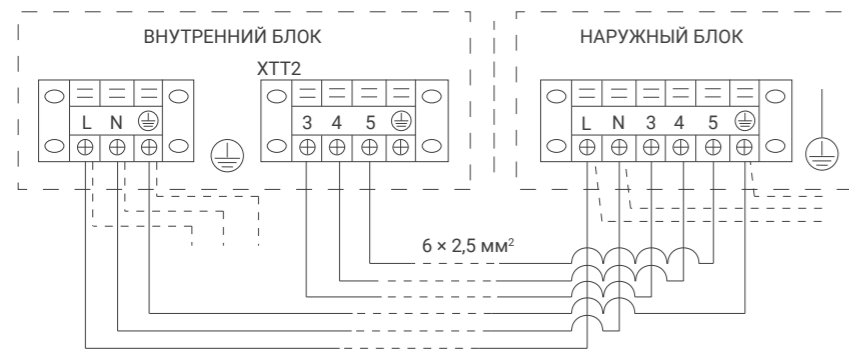 ВНУТРЕННИЙ БЛОК
НАРУЖНЫЙ БЛОК
XTT2
L N
3 4 5
L N 3 4 5
6 × 2,5 мм²